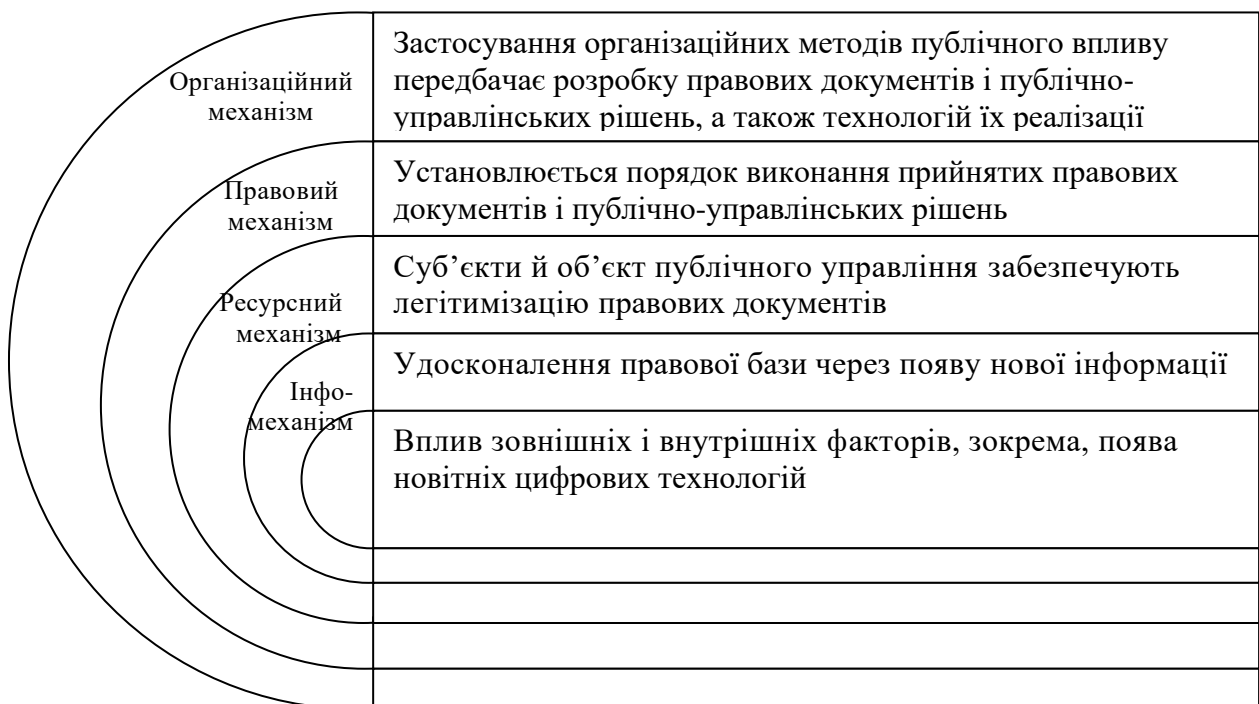 Організаційний
механізм
Застосування організаційних методів публічного впливу
передбачає розробку правових документів і публічно-
управлінських рішень, а також технологій їх реалізації
Правовий
механізм
Установлюється порядок виконання прийнятих правових
документів і публічно-управлінських рішень
Ресурсний
механізм
Суб’єкти й об’єкт публічного управління забезпечують
легітимізацію правових документів
Інфо-
механізм
Удосконалення правової бази через появу нової інформації
Вплив зовнішніх і внутрішніх факторів, зокрема, поява
новітніх цифрових технологій